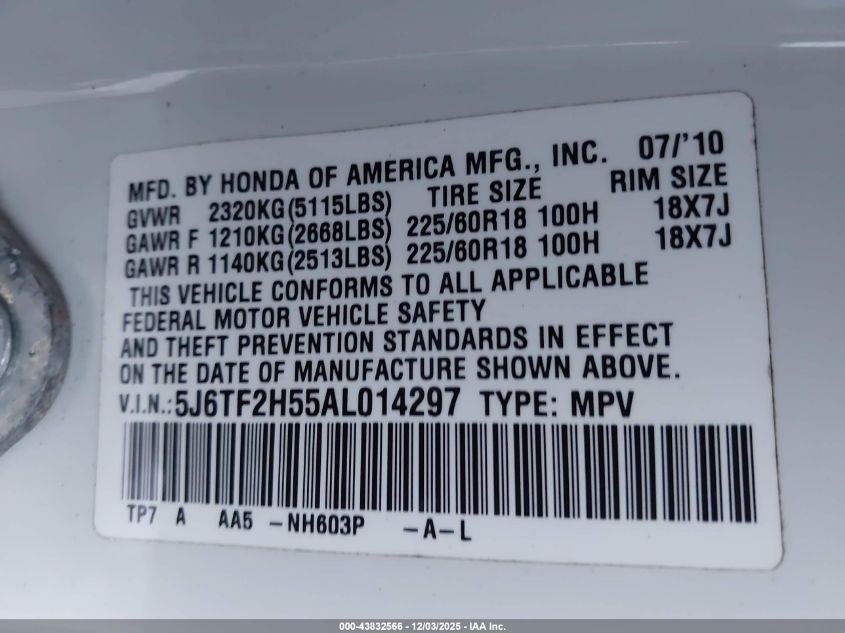 MFD. BY HONDA OF AMERICA MFG., INC. 07/'10
GVWR 2320KG(5115LBS) TIRE SIZE RIM SIZE
GAWR F 1210KG(2668LBS) 225/60R18 100H 18X7J
GAWR R 1140KG(2513LBS) 225/60R18 100H 18X7J
THIS VEHICLE CONFORMS TO ALL APPLICABLE
FEDERAL MOTOR VEHICLE SAFETY
AND THEFT PREVENTION STANDARDS IN EFFECT
ON THE DATE OF MANUFACTURE SHOWN ABOVE.
V.I.N.: 5J6TF2H55AL014297 TYPE: MPV
TP7 A AA5 -NH603P -A-L
000-43832566 - 12/03/2025 - IAA Inc.